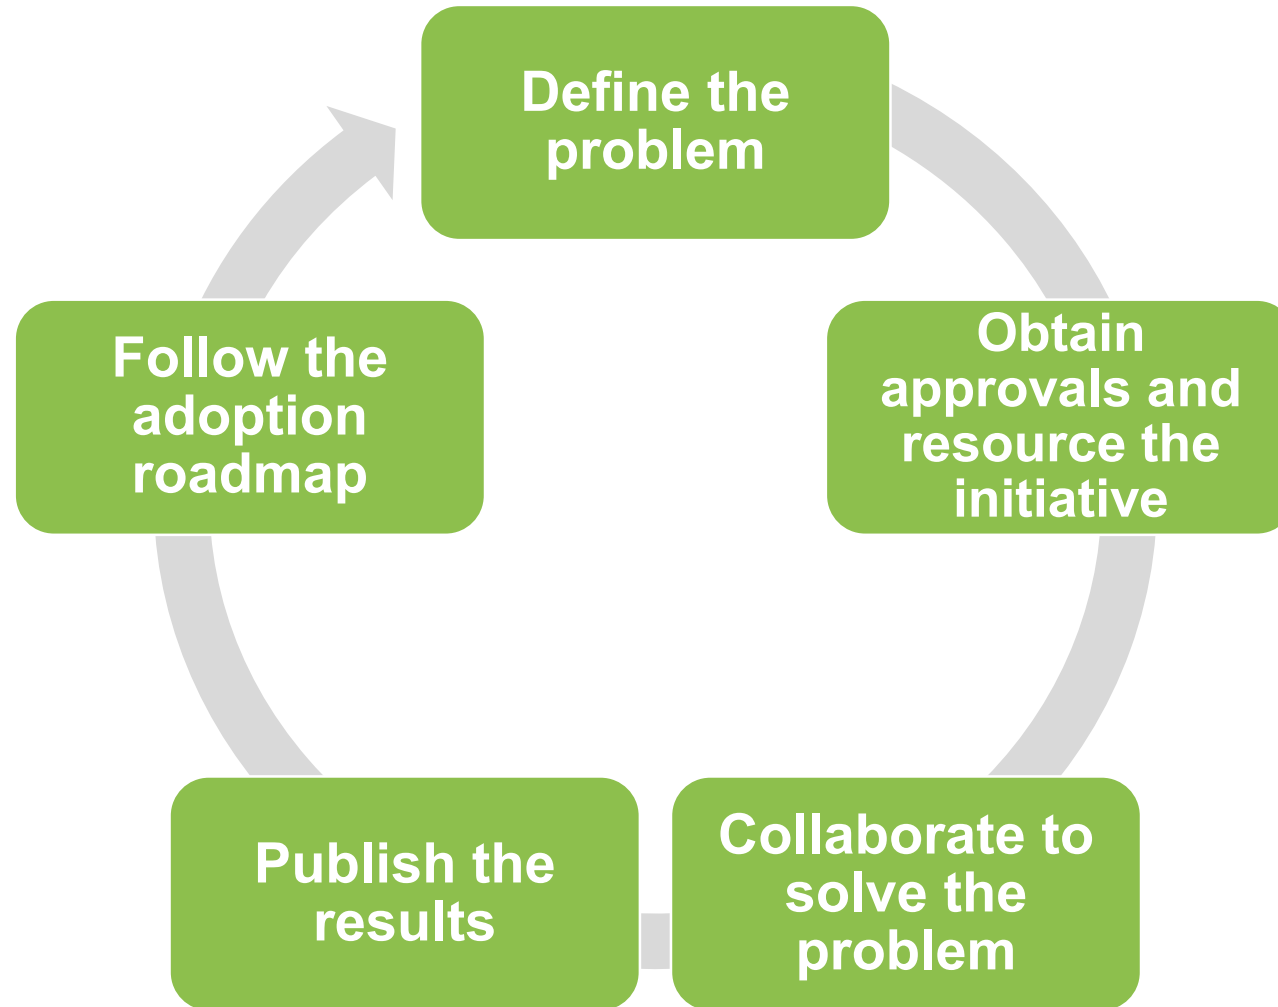 Define the
problem
Obtain
approvals and
resource the
initiative
Collaborate to
solve the
problem
Publish the
results
Follow the
adoption
roadmap